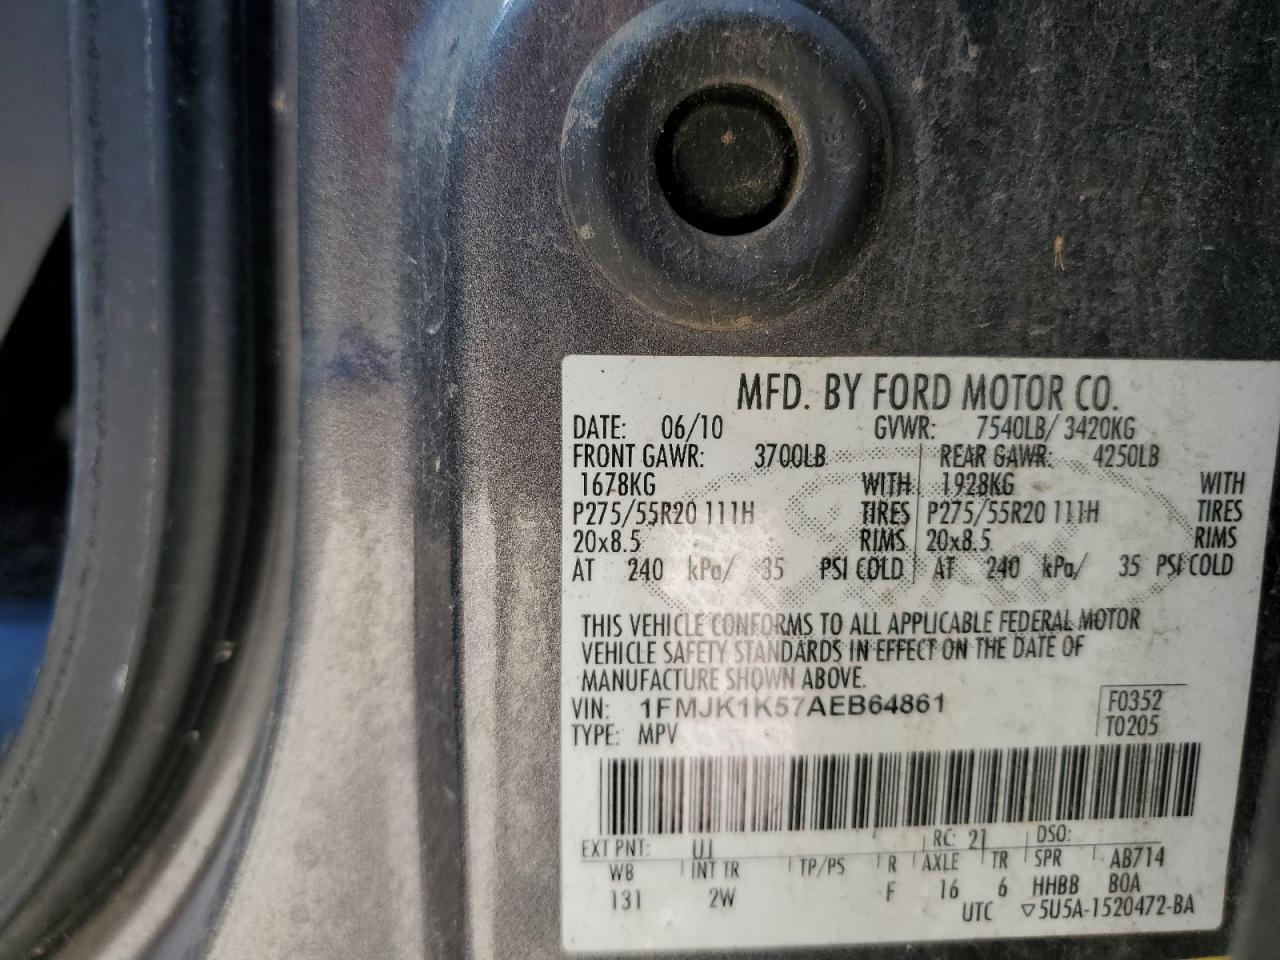 MFD. BY FORD MOTOR CO.
DATE: 06/10 GVWR: 7540LB/ 3420KG
FRONT GAWR: 3700LB REAR GAWR: 4250LB
1678KG WITH 1928KG WITH
P275/55R20 111H TIRES P275/55R20 111H TIRES
20x8.5 RIMS 20x8.5 RIMS
AT 240 kPa/ 35 PSI COLD AT 240 kPa/ 35 PSI COLD
THIS VEHICLE CONFORMS TO ALL APPLICABLE FEDERAL MOTOR
VEHICLE SAFETY STANDARDS IN EFFECT ON THE DATE OF
MANUFACTURE SHOWN ABOVE.
VIN: 1FMJK1K57AEB64861 F0352
TYPE: MPV T0205
EXT PNT: UJ RC: 21 DSO:
WB INT TR TP/PS R AXLE TR SPR AB714
131 2W F 16 6 HHBB B0A
UTC ▽5U5A-1520472-BA